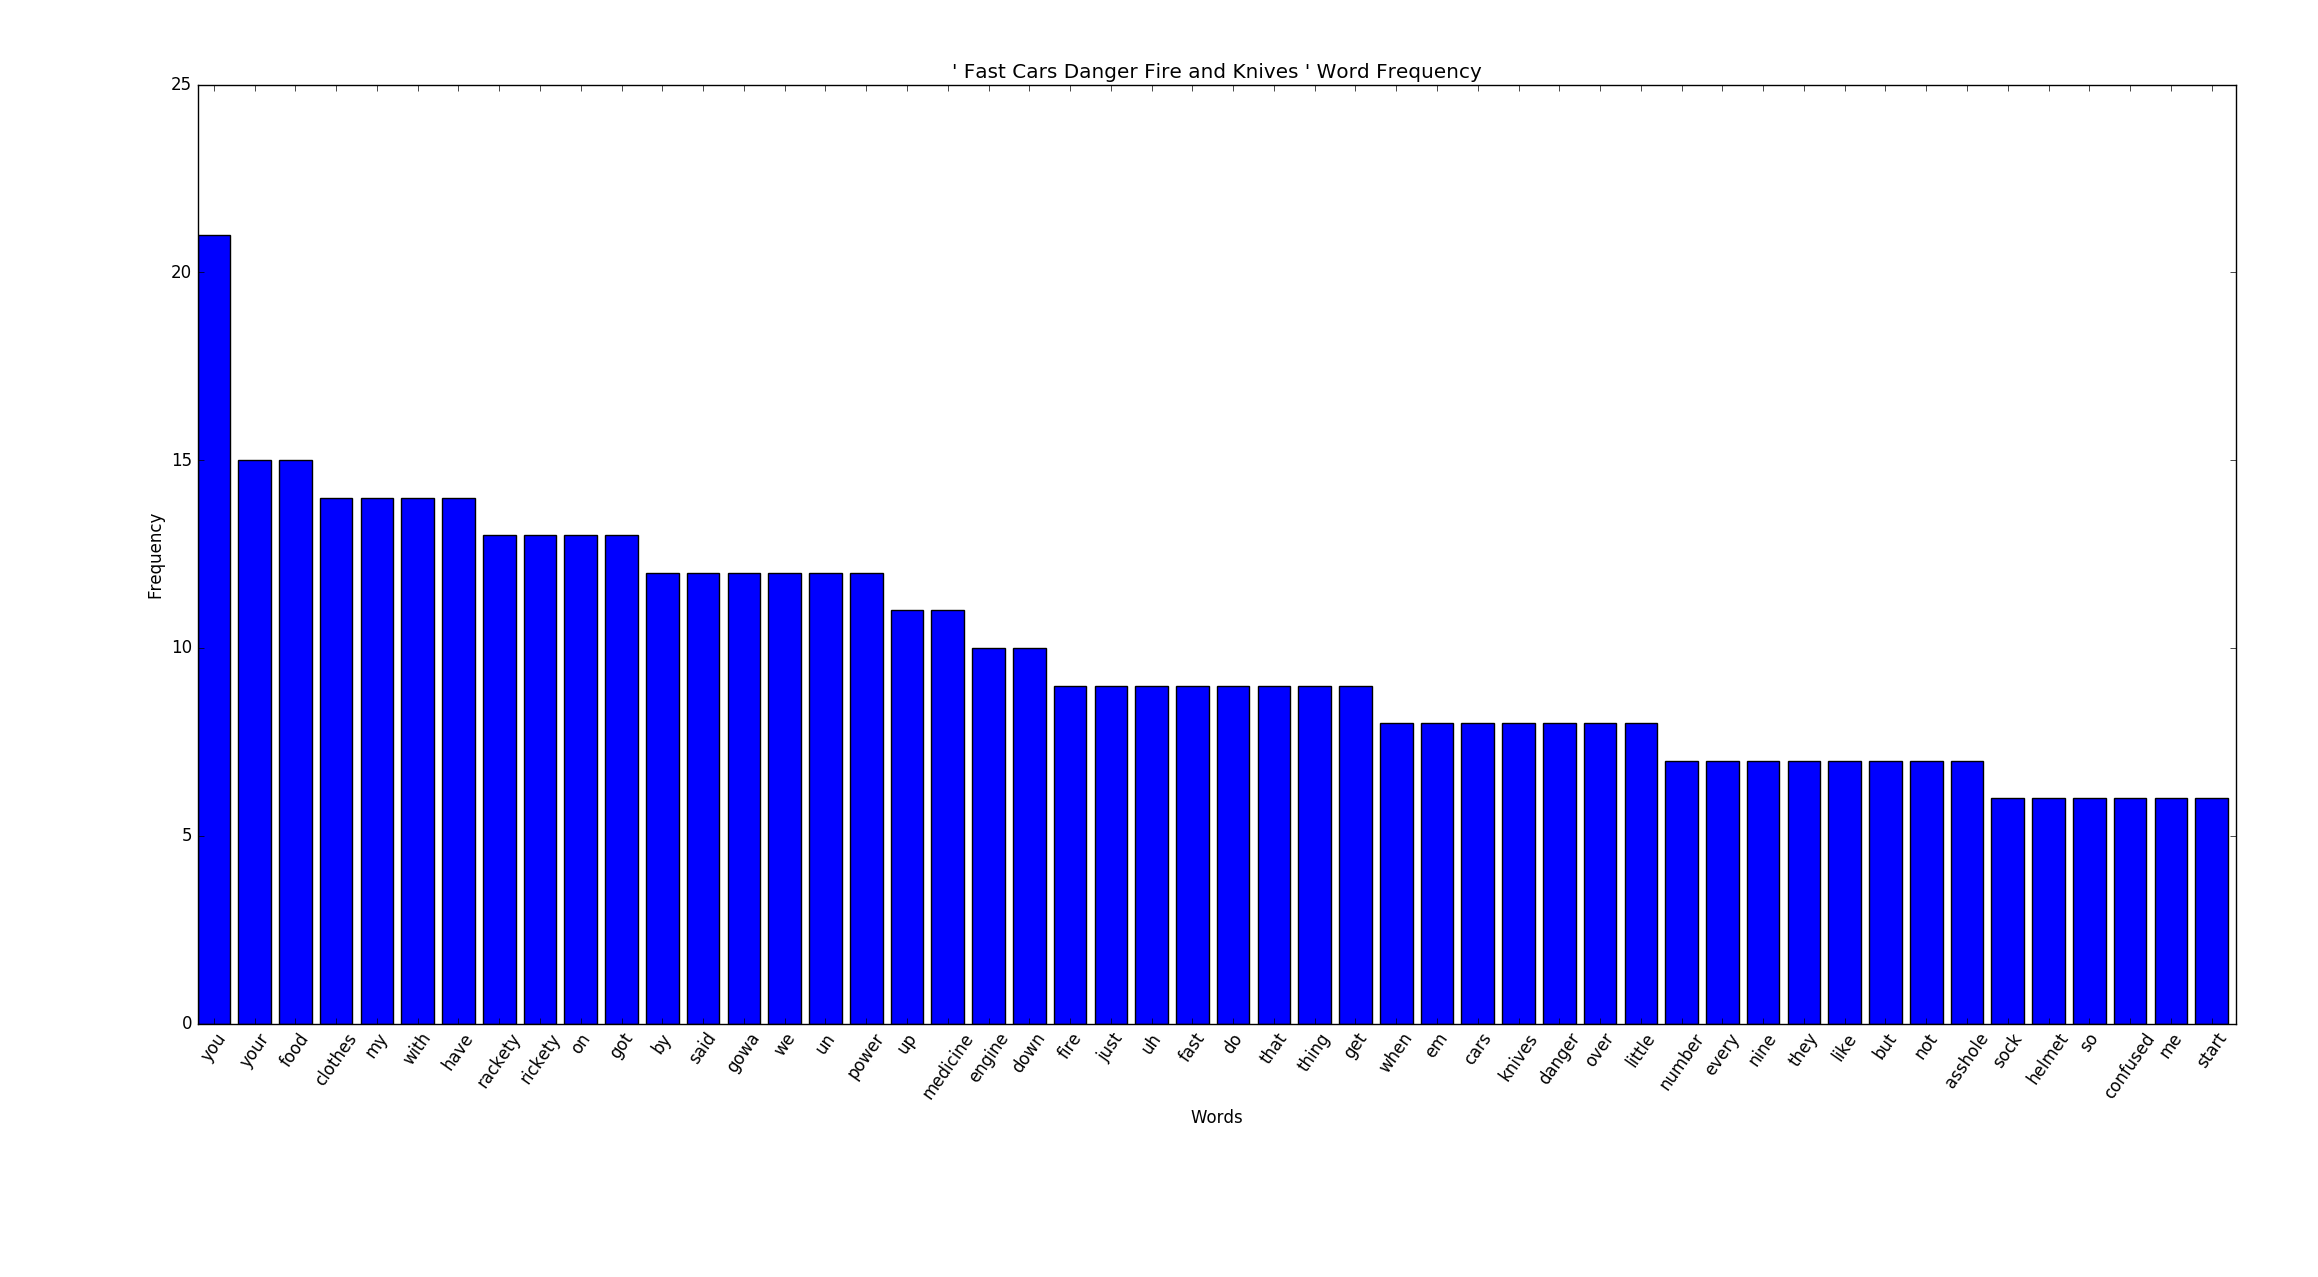 ' Fast Cars Danger Fire and Knives ' Word Frequency
25
20
15
10
5
0
Frequency
you your food clothes my with have rackety rickety on got by said gowa we un power up medicine engine down fire just uh fast do that thing get when em cars knives danger over little number every nine they like but not asshole sock helmet so confused me start
Words